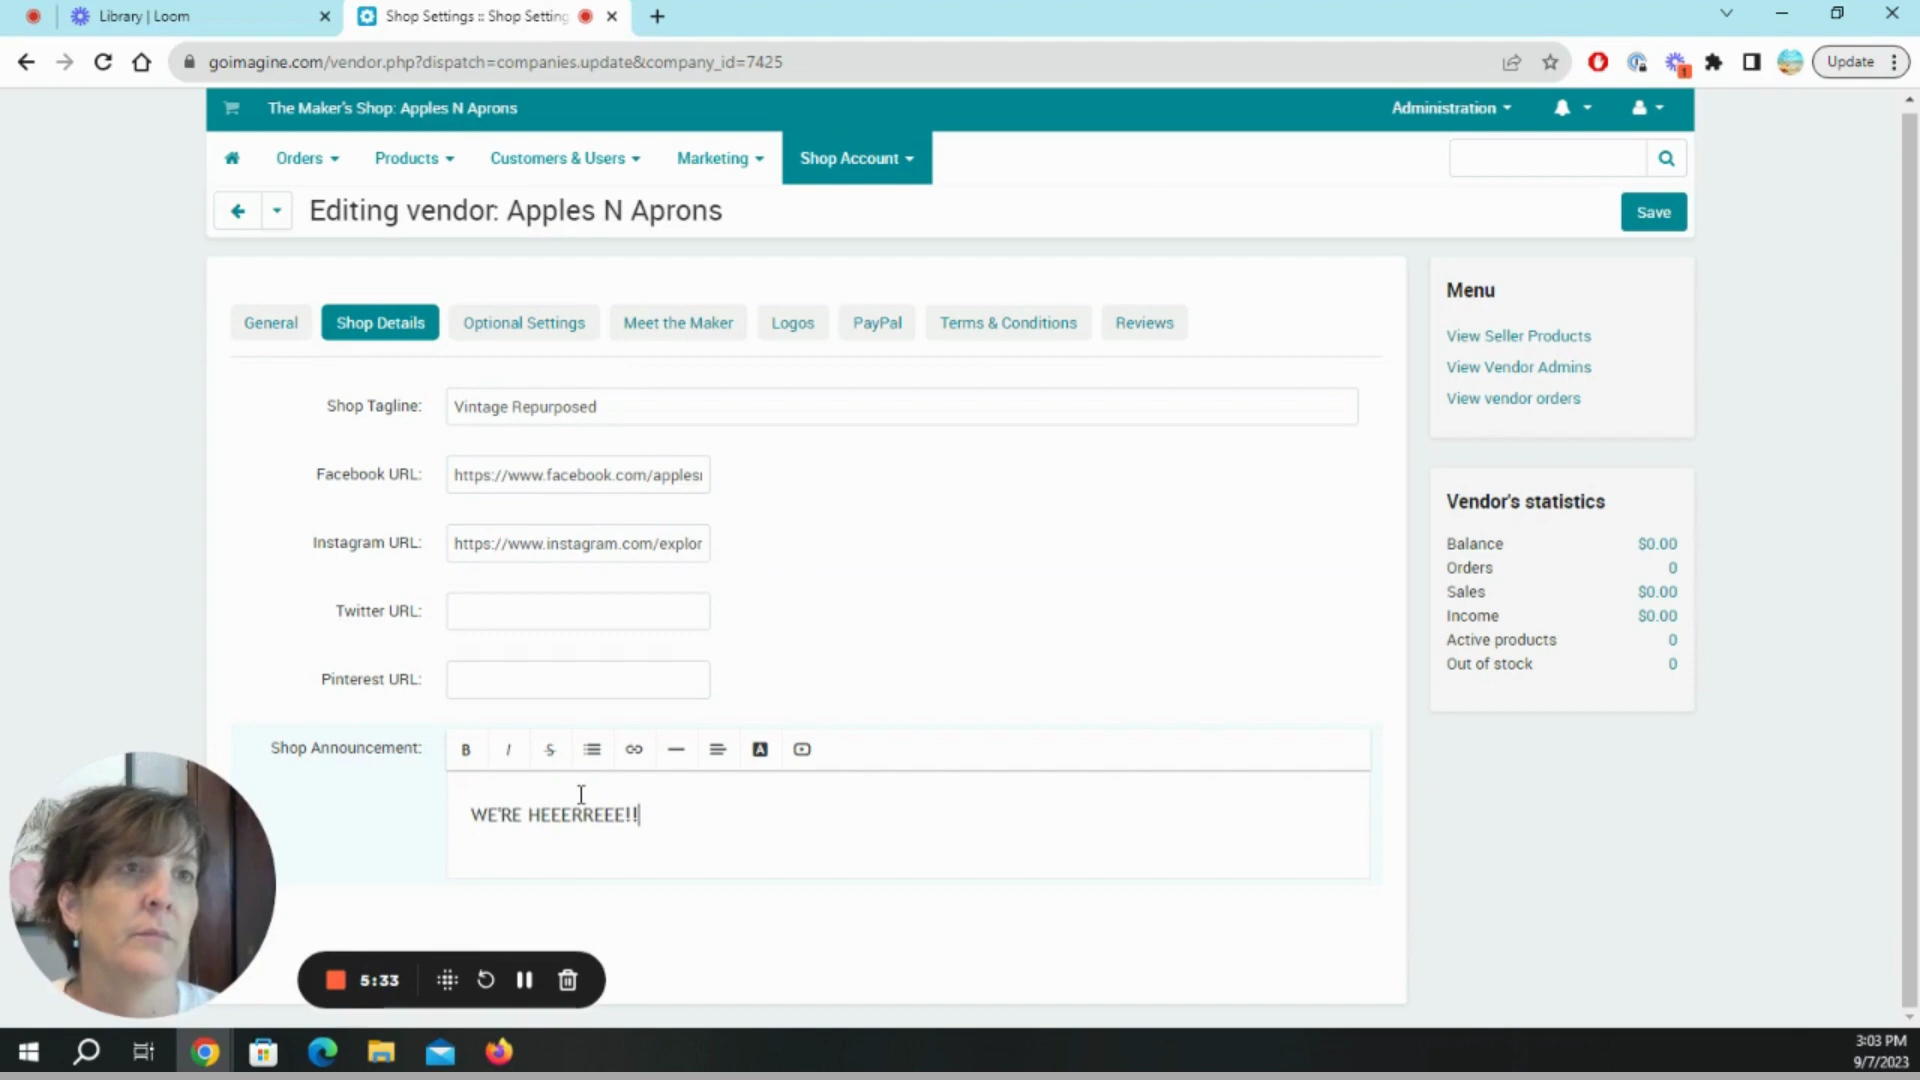 Library | Loom
Shop Settings :: Shop Setting
goimagine.com/vendor.php?dispatch=companies.update&company_id=7425
1
Update
The Maker's Shop: Apples N Aprons
Administration
Orders
Products
Customers & Users
Marketing
Shop Account
Editing vendor: Apples N Aprons
Save
General
Shop Details
Optional Settings
Meet the Maker
Logos
PayPal
Terms & Conditions
Reviews
Shop Tagline:
Vintage Repurposed
Facebook URL:
https://www.facebook.com/apples
Instagram URL:
https://www.instagram.com/explor
Twitter URL:
Pinterest URL:
Shop Announcement:
B I S A
WE'RE HEEERREEE!!
Menu
View Seller Products
View Vendor Admins
View vendor orders
Vendor's statistics
Balance $0.00
Orders 0
Sales $0.00
Income $0.00
Active products 0
Out of stock 0
5:33
3:03 PM
9/7/2023